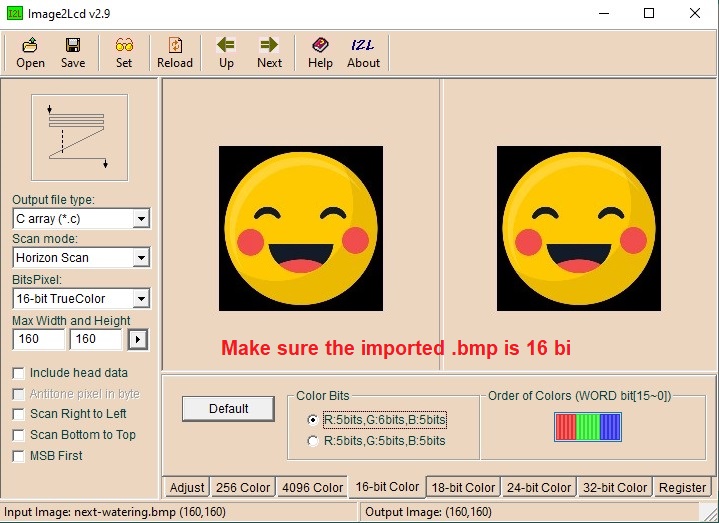 I2L Image2Lcd v2.9
Open Save Set Reload Up Next Help I2L About
Output file type:
C array (*.c)
Scan mode:
Horizon Scan
BitsPixel:
16-bit TrueColor
Max Width and Height
160 160
Include head data
Antitone pixel in byte
Scan Right to Left
Scan Bottom to Top
MSB First
Make sure the imported .bmp is 16 bi
Default
Color Bits
R:5bits,G:6bits,B:5bits
R:5bits,G:5bits,B:5bits
Order of Colors (WORD bit[15~0])
Adjust 256 Color 4096 Color 16-bit Color 18-bit Color 24-bit Color 32-bit Color Register
Input Image: next-watering.bmp (160,160) Output Image: (160,160)